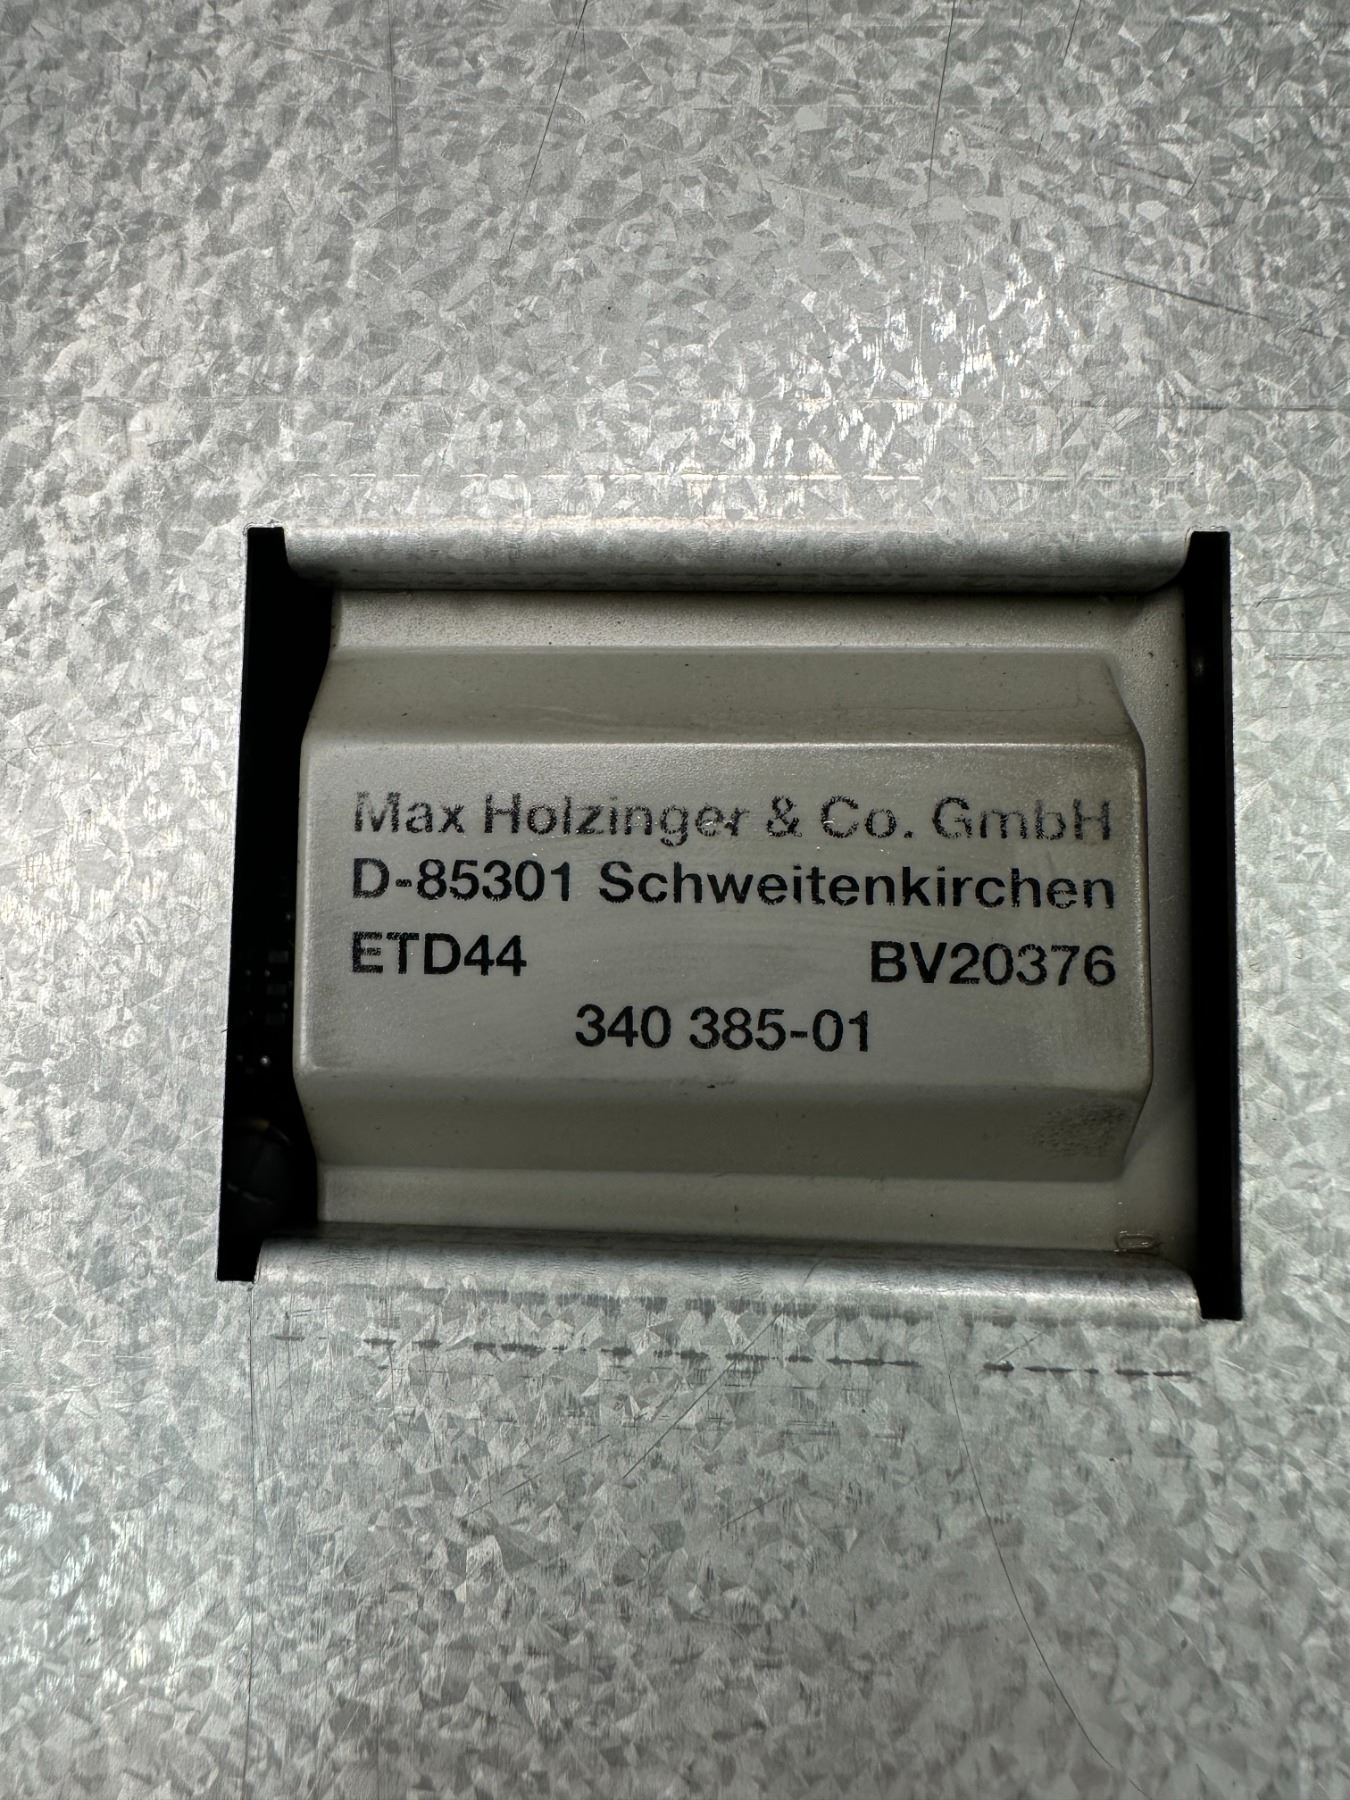 Max Holzinger & Co. GmbH
D-85301 Schweitenkirchen
ETD44 BV20376
340 385-01